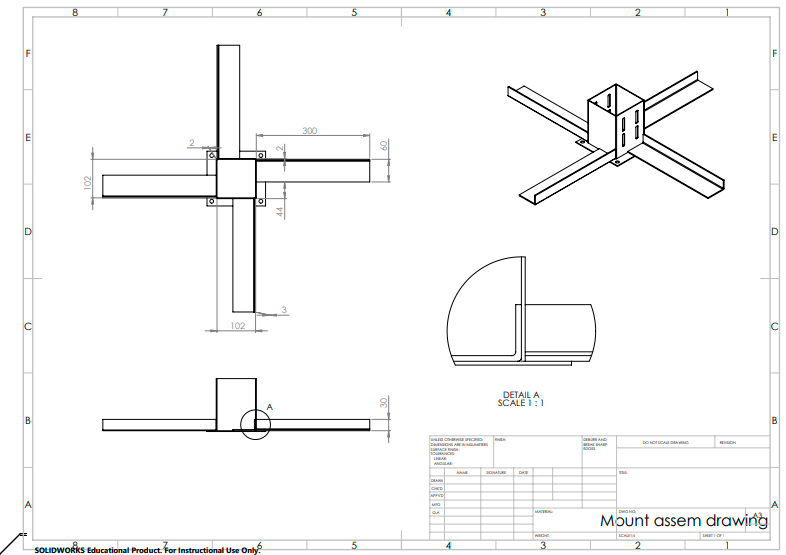 8 7 6 5 4 3 2 1
F F
E E
D D
C C
B B
A A
300
2
2
60
102
44
3
102
30
A
DETAIL A
SCALE 1 : 1
UNLESS OTHERWISE SPECIFIED:
DIMENSIONS ARE IN MILLIMETERS
SURFACE FINISH:
TOLERANCES:
LINEAR:
ANGULAR:
FINISH:
DEBURR AND
BREAK SHARP
EDGES
DO NOT SCALE DRAWING
REVISION
NAME SIGNATURE DATE
TITLE:
DRAWN
CHK'D
APPV'D
MFG
Q.A
MATERIAL:
DWG NO.
Mount assem drawing
A3
WEIGHT:
SHEET 1 OF 1
8 7 6 5 4 3 2 1
SOLIDWORKS Educational Product. For Instructional Use Only.